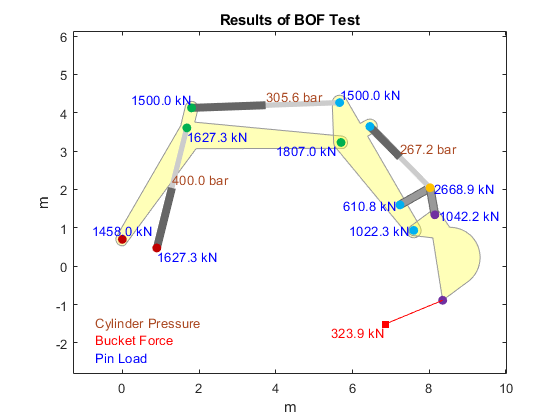 Results of BOF Test
6
5
4
3
2
1
0
-1
-2
m
1500.0 kN
305.6 bar
1500.0 kN
1627.3 kN
1807.0 kN
267.2 bar
400.0 bar
2668.9 kN
610.8 kN
1042.2 kN
1458.0 kN
1022.3 kN
1627.3 kN
323.9 kN
Cylinder Pressure
Bucket Force
Pin Load
0
2
4
6
8
10
m